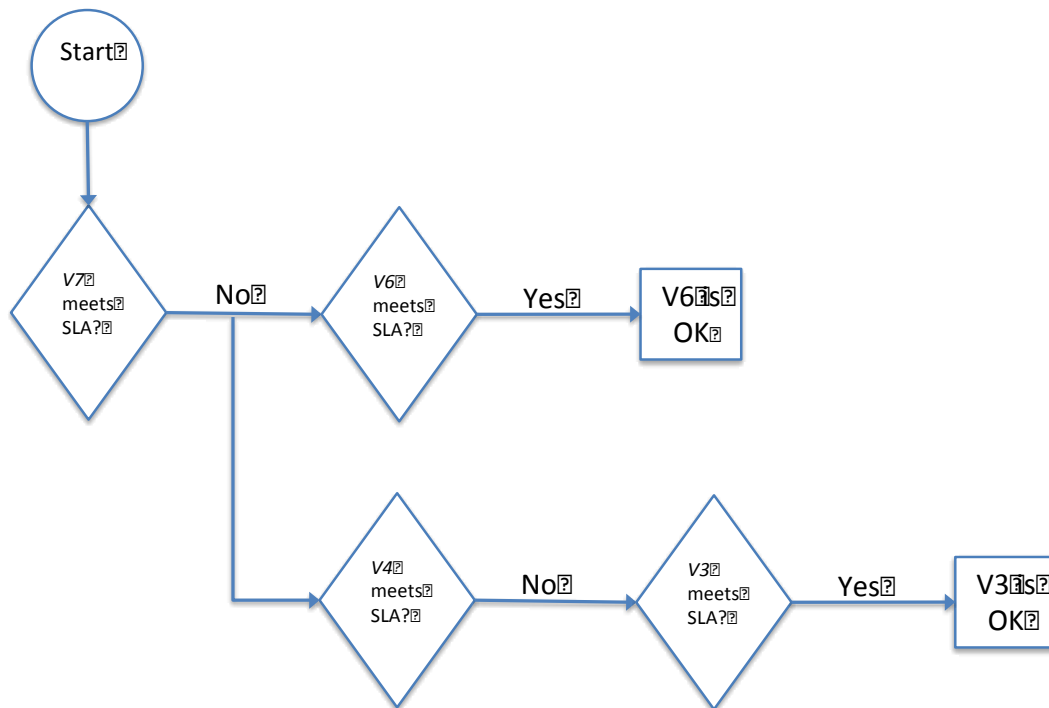 Start⍰
V7⍰
meets⍰
SLA?⍰
No⍰
V6⍰
meets⍰
SLA?⍰
Yes⍰
V6⍰is⍰
OK⍰
V4⍰
meets⍰
SLA?⍰
No⍰
V3⍰
meets⍰
SLA?⍰
Yes⍰
V3⍰is⍰
OK⍰